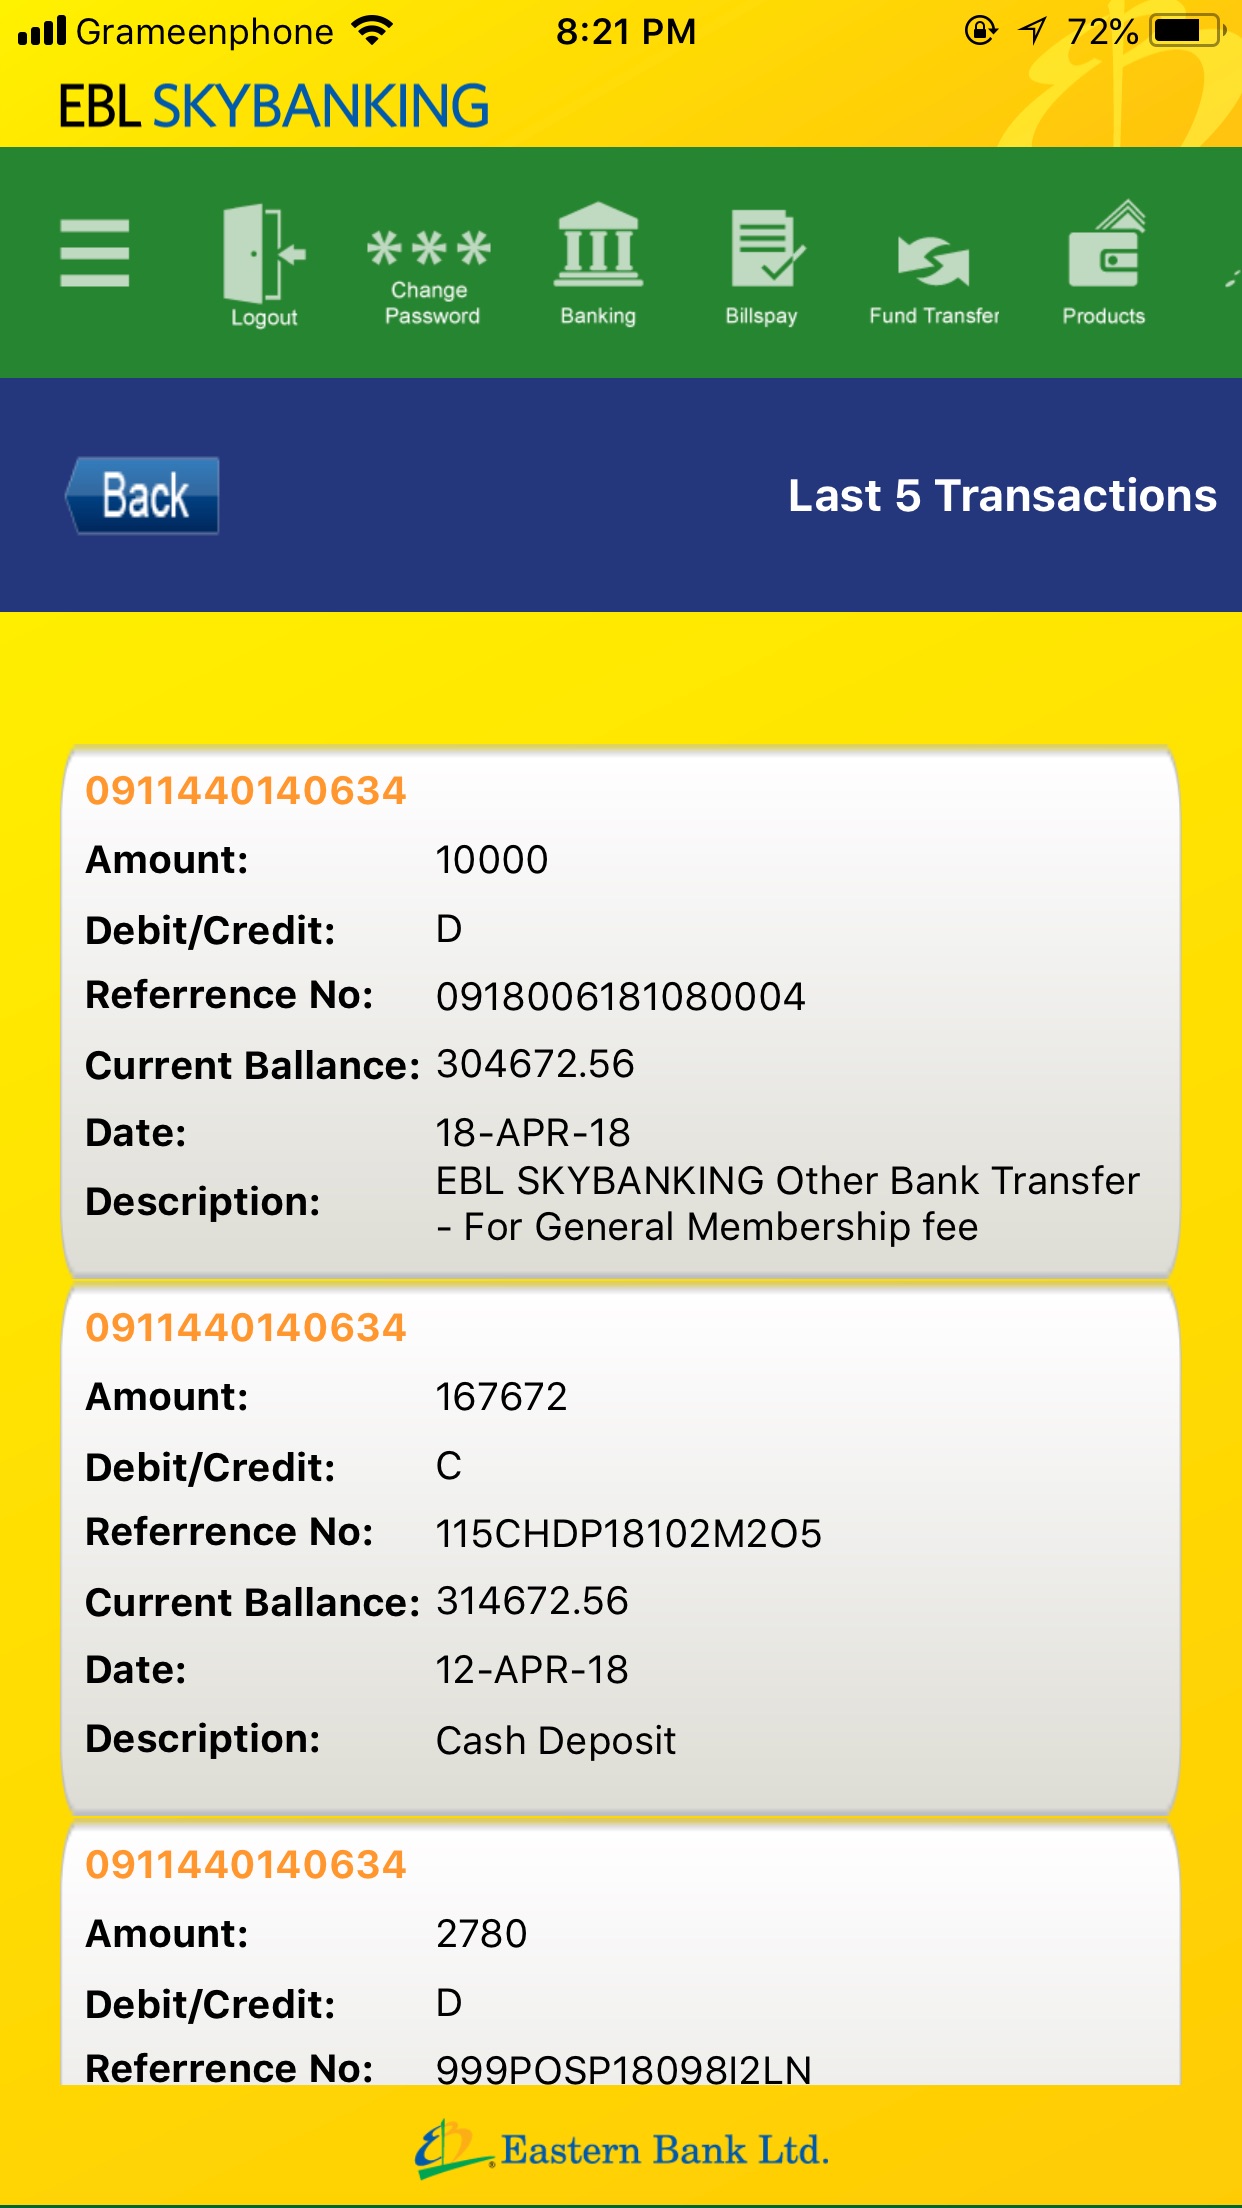 Grameenphone 8:21 PM 72%
EBL SKYBANKING
Logout
Change
Password
Banking
Billspay
Fund Transfer
Products
Back
Last 5 Transactions
0911440140634
Amount: 10000
Debit/Credit: D
Referrence No: 0918006181080004
Current Ballance: 304672.56
Date: 18-APR-18
Description: EBL SKYBANKING Other Bank Transfer
- For General Membership fee
0911440140634
Amount: 167672
Debit/Credit: C
Referrence No: 115CHDP18102M2O5
Current Ballance: 314672.56
Date: 12-APR-18
Description: Cash Deposit
0911440140634
Amount: 2780
Debit/Credit: D
Referrence No: 999POSP18098I2LN
Eastern Bank Ltd.